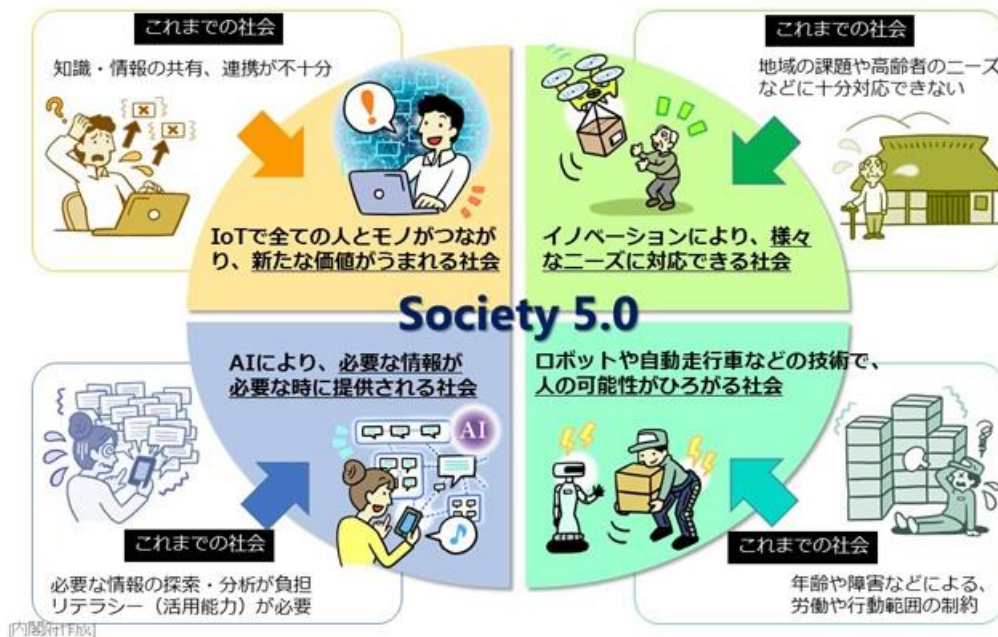 これまでの社会
知識・情報の共有、連携が不十分
IoTで全ての人とモノがつなが
り、新たな価値がうまれる社会
これまでの社会
地域の課題や高齢者のニーズ
などに十分対応できない
イノベーションにより、様々
なニーズに対応できる社会
Society 5.0
AIにより、必要な情報が
必要な時に提供される社会
AI
これまでの社会
必要な情報の探索・分析が負担
リテラシー（活用能力）が必要
ロボットや自動走行車などの技術で、
人の可能性がひろがる社会
これまでの社会
年齢や障害などによる、
労働や行動範囲の制約
[内閣府作成]